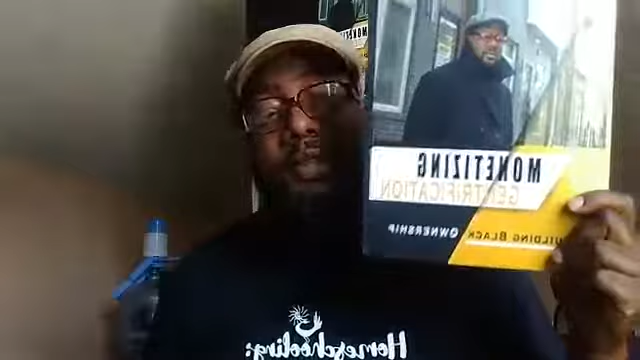 MONETIZING
GENTRIFICATION
BUILDING BLACK OWNERSHIP
Homeschooling: